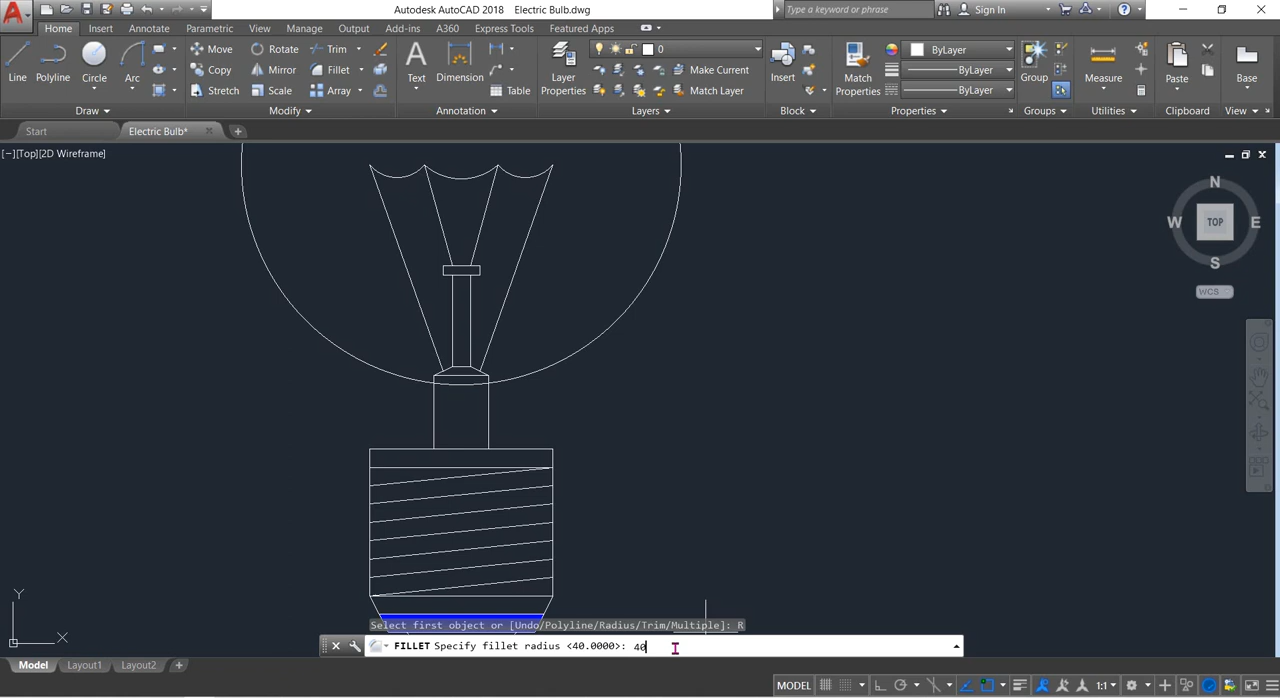 Autodesk AutoCAD 2018 Electric Bulb.dwg
Type a keyword or phrase
Sign In
Home Insert Annotate Parametric View Manage Output Add-ins A360 Express Tools Featured Apps
Line
Polyline
Circle
Arc
Move
Rotate
Trim
Copy
Mirror
Fillet
Stretch
Scale
Array
Text
Dimension
Table
Layer
Properties
0
Make Current
Match Layer
Insert
Match
Properties
ByLayer
ByLayer
ByLayer
Group
Measure
Paste
Base
Draw Modify Annotation Layers Block Properties Groups Utilities Clipboard View
Start Electric Bulb*
[−][Top][2D Wireframe]
N
W TOP E
S
WCS
Y
X
Select first object or [Undo/Polyline/Radius/Trim/Multiple]: R
FILLET Specify fillet radius <40.0000>: 40
Model Layout1 Layout2 +
MODEL 1:1